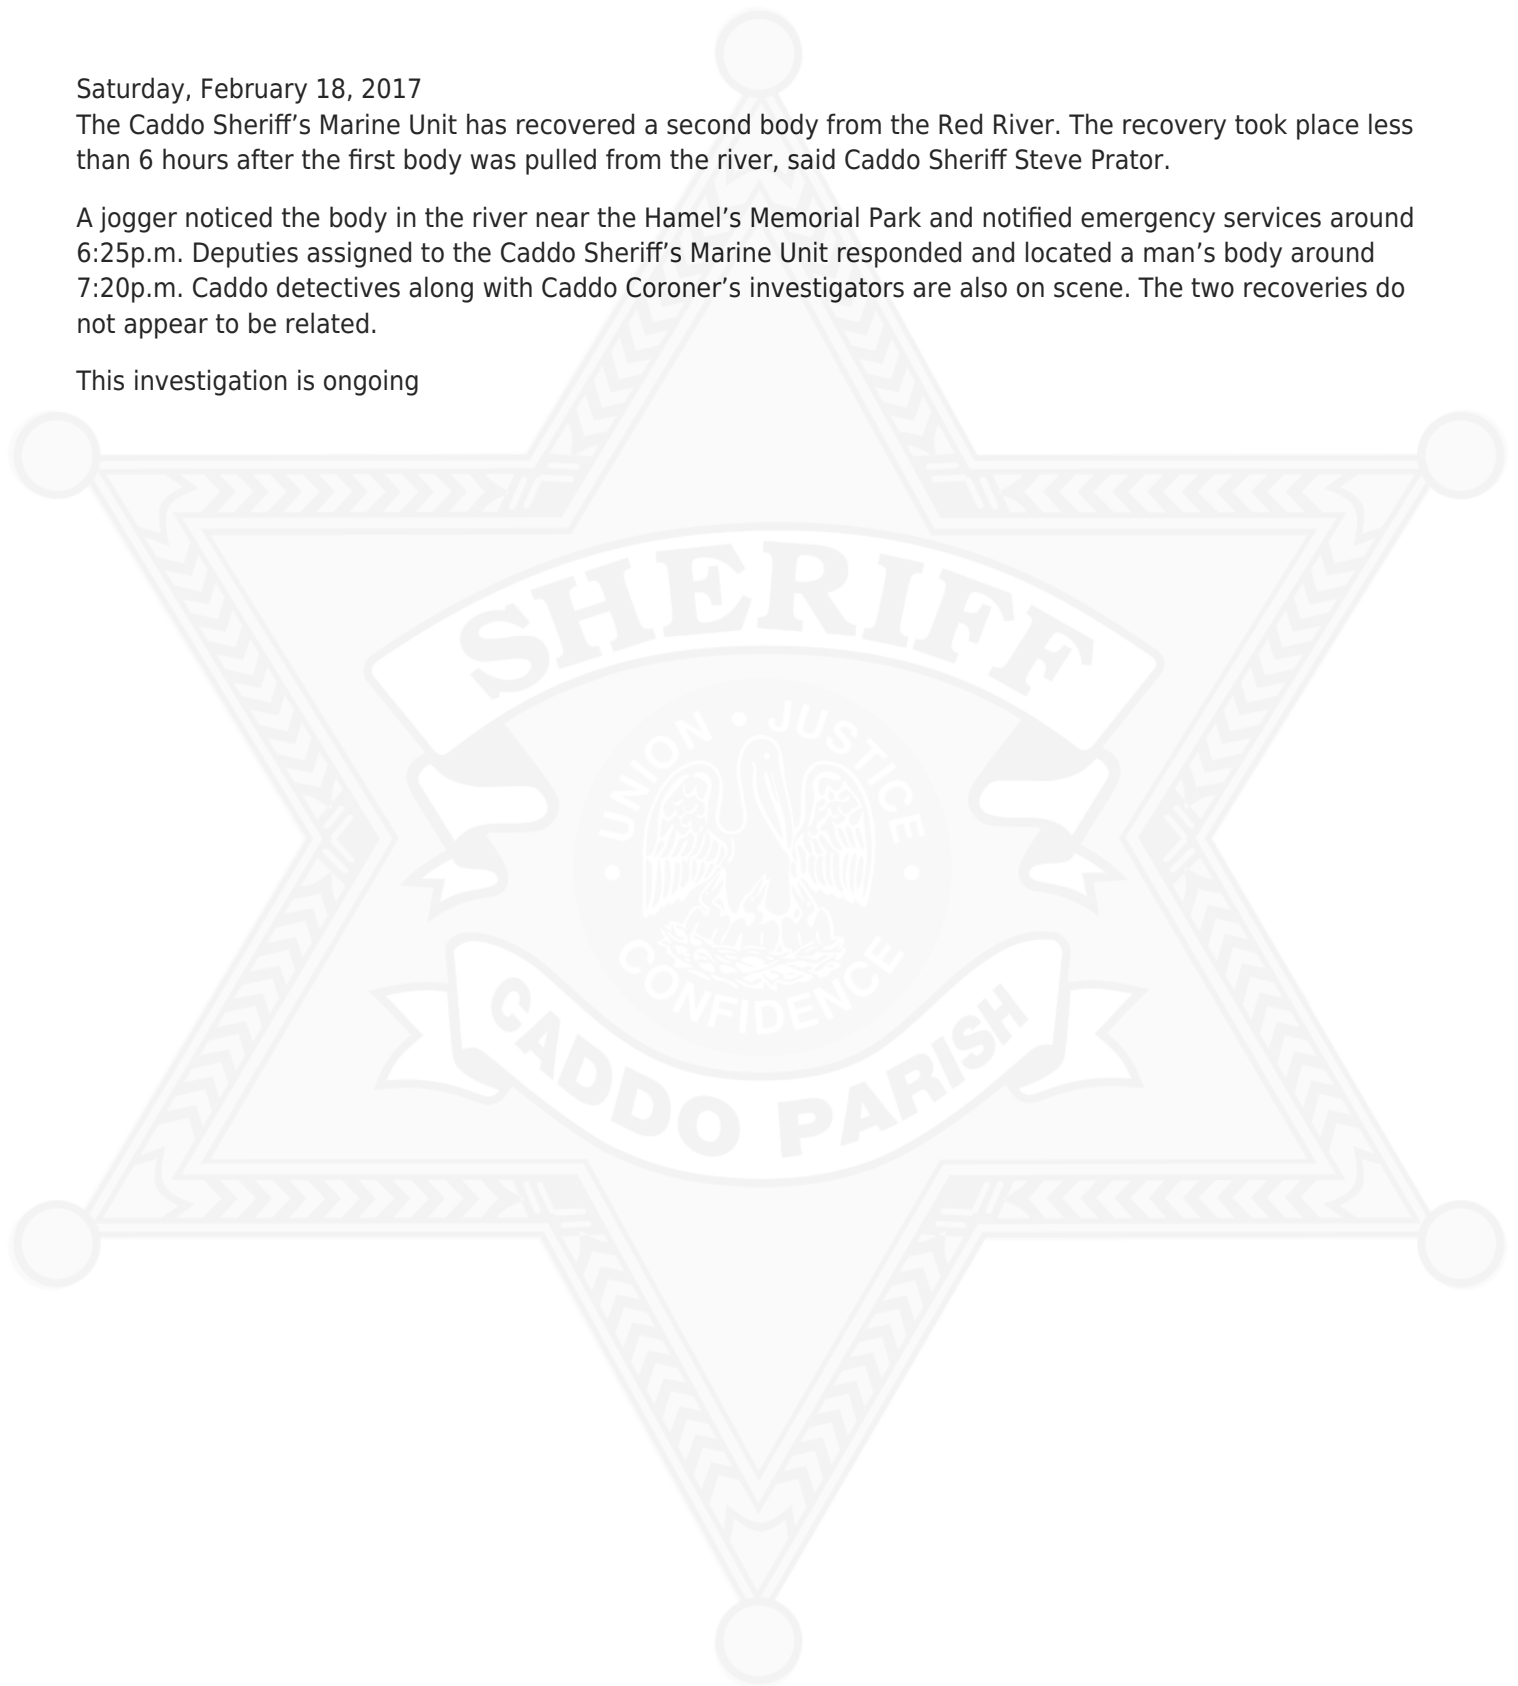 Saturday, February 18, 2017
The Caddo Sheriff’s Marine Unit has recovered a second body from the Red River. The recovery took place less
than 6 hours after the first body was pulled from the river, said Caddo Sheriff Steve Prator.
A jogger noticed the body in the river near the Hamel’s Memorial Park and notified emergency services around
6:25p.m. Deputies assigned to the Caddo Sheriff’s Marine Unit responded and located a man’s body around
7:20p.m. Caddo detectives along with Caddo Coroner’s investigators are also on scene. The two recoveries do
not appear to be related.
This investigation is ongoing
SHERIFF
UNION • JUSTICE
• CONFIDENCE •
CADDO PARISH